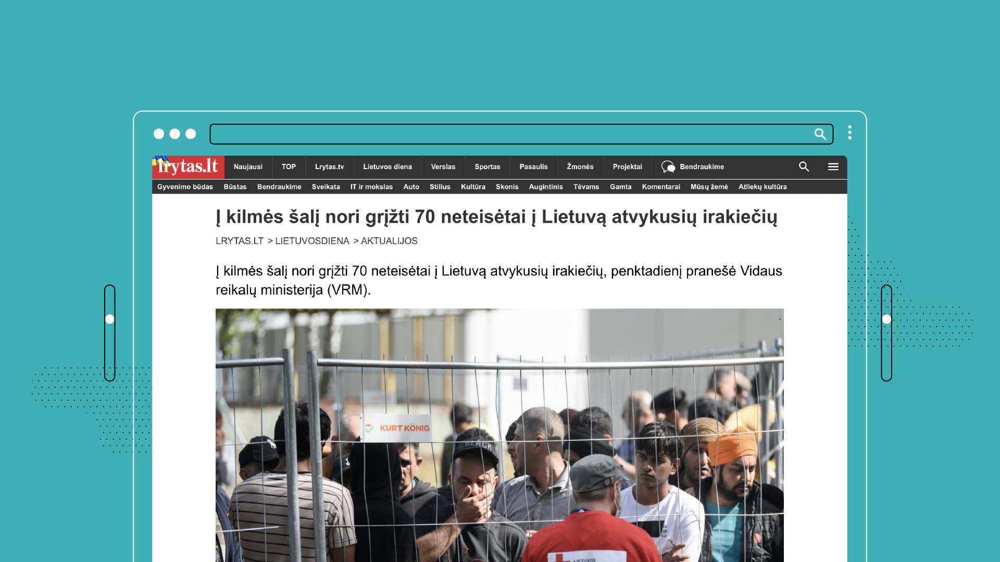 lrytas.lt Naujausi TOP Lrytas.tv Lietuvos diena Verslas Sportas Pasaulis Žmonės Projektai Bendraukime
Gyvenimo būdas Būstas Bendraukime Sveikata IT ir mokslas Auto Stilius Kultūra Skonis Augintinis Tėvams Gamta Komentarai Mūsų žemė Atliekų kultūra
Į kilmės šalį nori grįžti 70 neteisėtai į Lietuvą atvykusių irakiečių
LRYTAS.LT > LIETUVOSDIENA > AKTUALIJOS
Į kilmės šalį nori grįžti 70 neteisėtai į Lietuvą atvykusių irakiečių, penktadienį pranešė Vidaus
reikalų ministerija (VRM).
KURT KÖNIG
BLACK
CBR
LIETUVOS